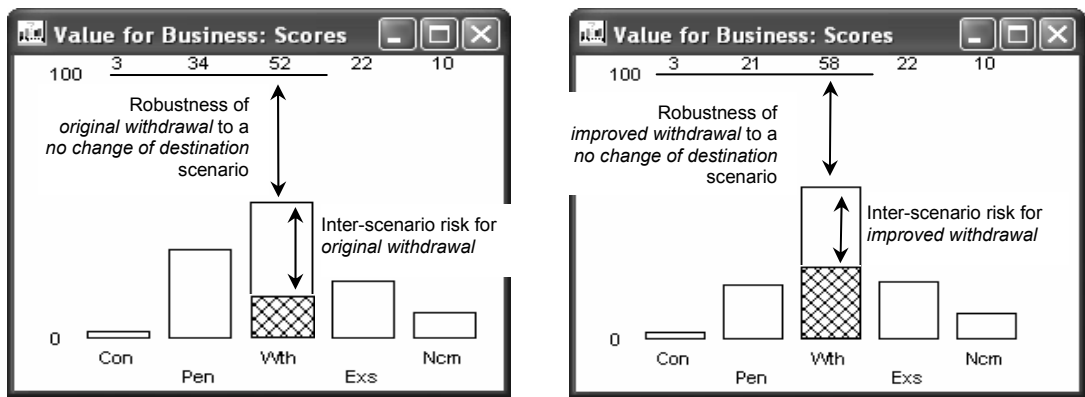 Value for Business: Scores
100 3 34 52 22 10
Robustness of
original withdrawal to a
no change of destination
scenario
Inter-scenario risk for
original withdrawal
0
Con Wth Ncm
Pen Exs
Value for Business: Scores
100 3 21 58 22 10
Robustness of
improved withdrawal to a
no change of destination
scenario
Inter-scenario risk for
improved withdrawal
0
Con Wth Ncm
Pen Exs